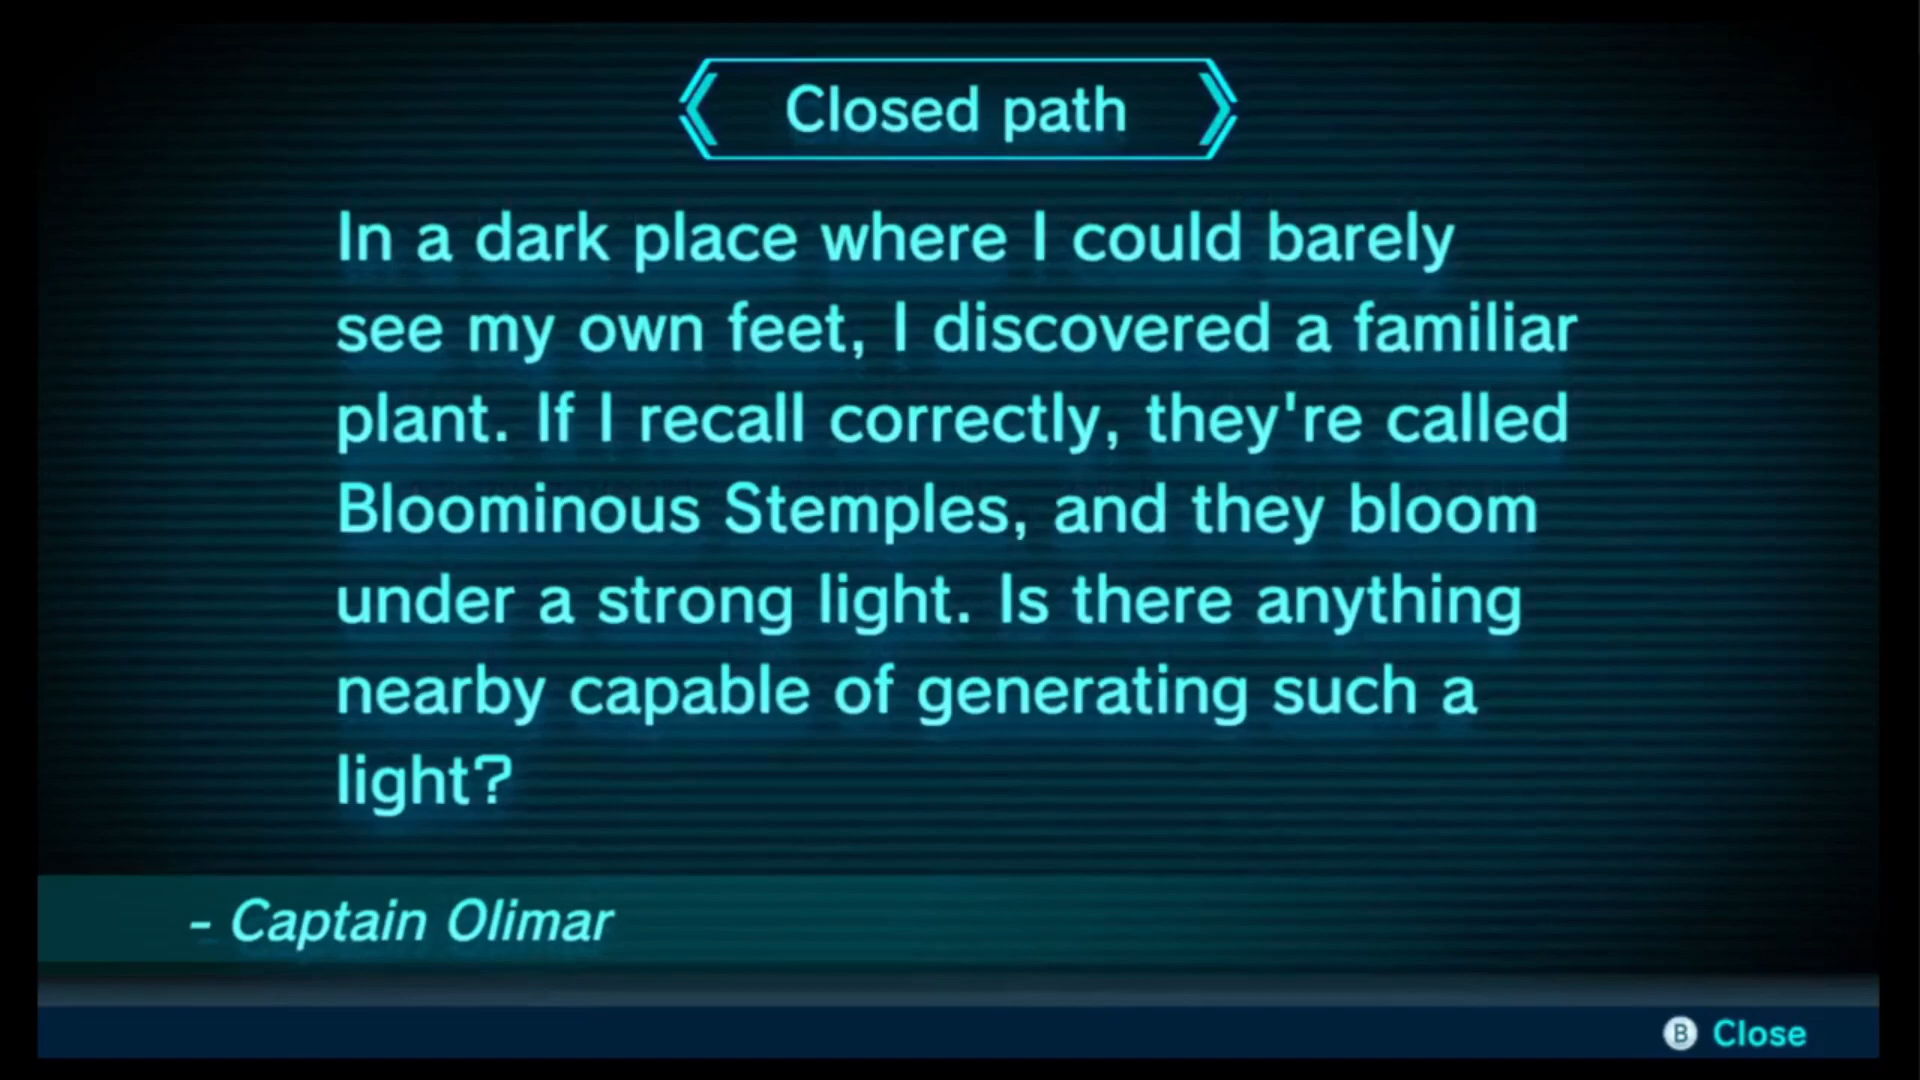 Closed path
In a dark place where I could barely
see my own feet, I discovered a familiar
plant. If I recall correctly, they're called
Bloominous Stemples, and they bloom
under a strong light. Is there anything
nearby capable of generating such a
light?
- Captain Olimar
B Close